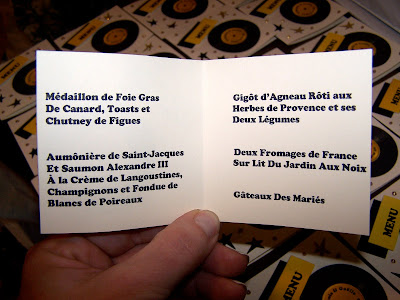 Médaillon de Foie Gras
De Canard, Toasts et
Chutney de Figues
Aumônière de Saint-Jacques
Et Saumon Alexandre III
À la Crème de Langoustines,
Champignons et Fondue de
Blancs de Poireaux
Gigôt d'Agneau Rôti aux
Herbes de Provence et ses
Deux Légumes
Deux Fromages de France
Sur Lit Du Jardin Aux Noix
Gâteaux Des Mariés
MENU
MENU
MENU
MENU